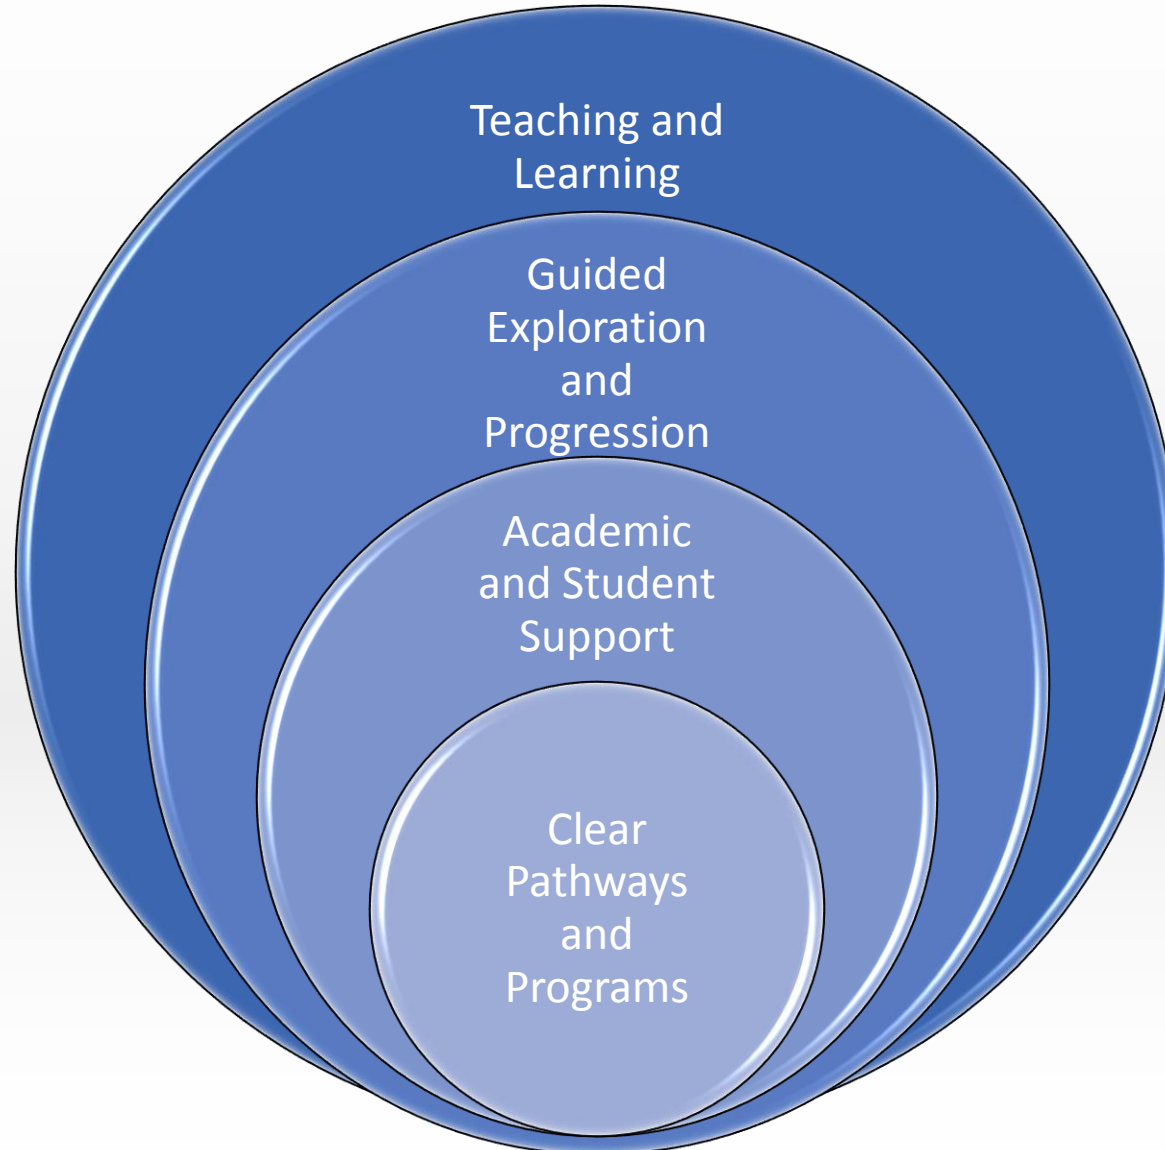 Teaching and
Learning
Guided
Exploration
and
Progression
Academic
and Student
Support
Clear
Pathways
and
Programs